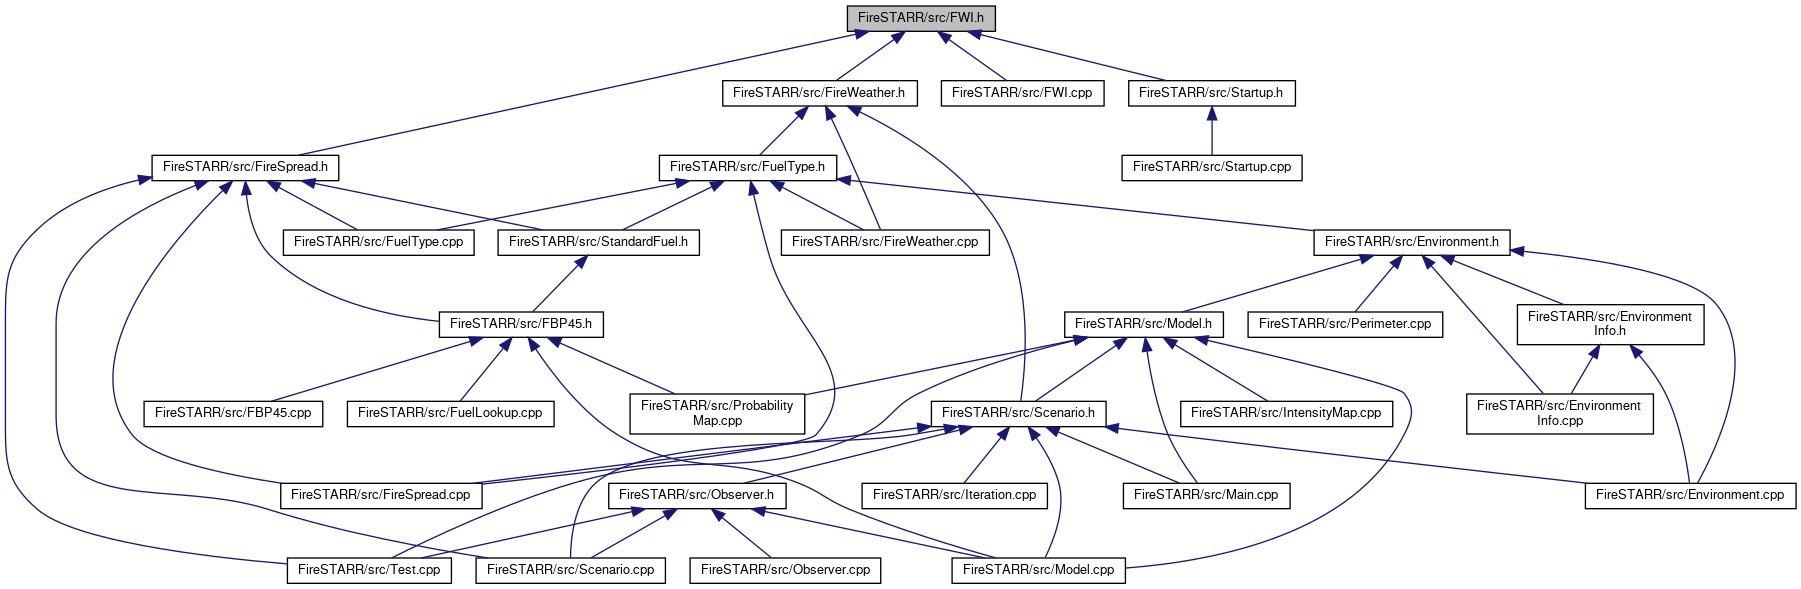 FireSTARR/src/FWI.h
FireSTARR/src/FireWeather.h
FireSTARR/src/FWI.cpp
FireSTARR/src/Startup.h
FireSTARR/src/FireSpread.h
FireSTARR/src/FuelType.h
FireSTARR/src/Startup.cpp
FireSTARR/src/FuelType.cpp
FireSTARR/src/StandardFuel.h
FireSTARR/src/FireWeather.cpp
FireSTARR/src/Environment.h
FireSTARR/src/FBP45.h
FireSTARR/src/Model.h
FireSTARR/src/Perimeter.cpp
FireSTARR/src/Environment
Info.h
FireSTARR/src/FBP45.cpp
FireSTARR/src/FuelLookup.cpp
FireSTARR/src/Probability
Map.cpp
FireSTARR/src/Scenario.h
FireSTARR/src/IntensityMap.cpp
FireSTARR/src/Environment
Info.cpp
FireSTARR/src/FireSpread.cpp
FireSTARR/src/Observer.h
FireSTARR/src/Iteration.cpp
FireSTARR/src/Main.cpp
FireSTARR/src/Environment.cpp
FireSTARR/src/Test.cpp
FireSTARR/src/Scenario.cpp
FireSTARR/src/Observer.cpp
FireSTARR/src/Model.cpp